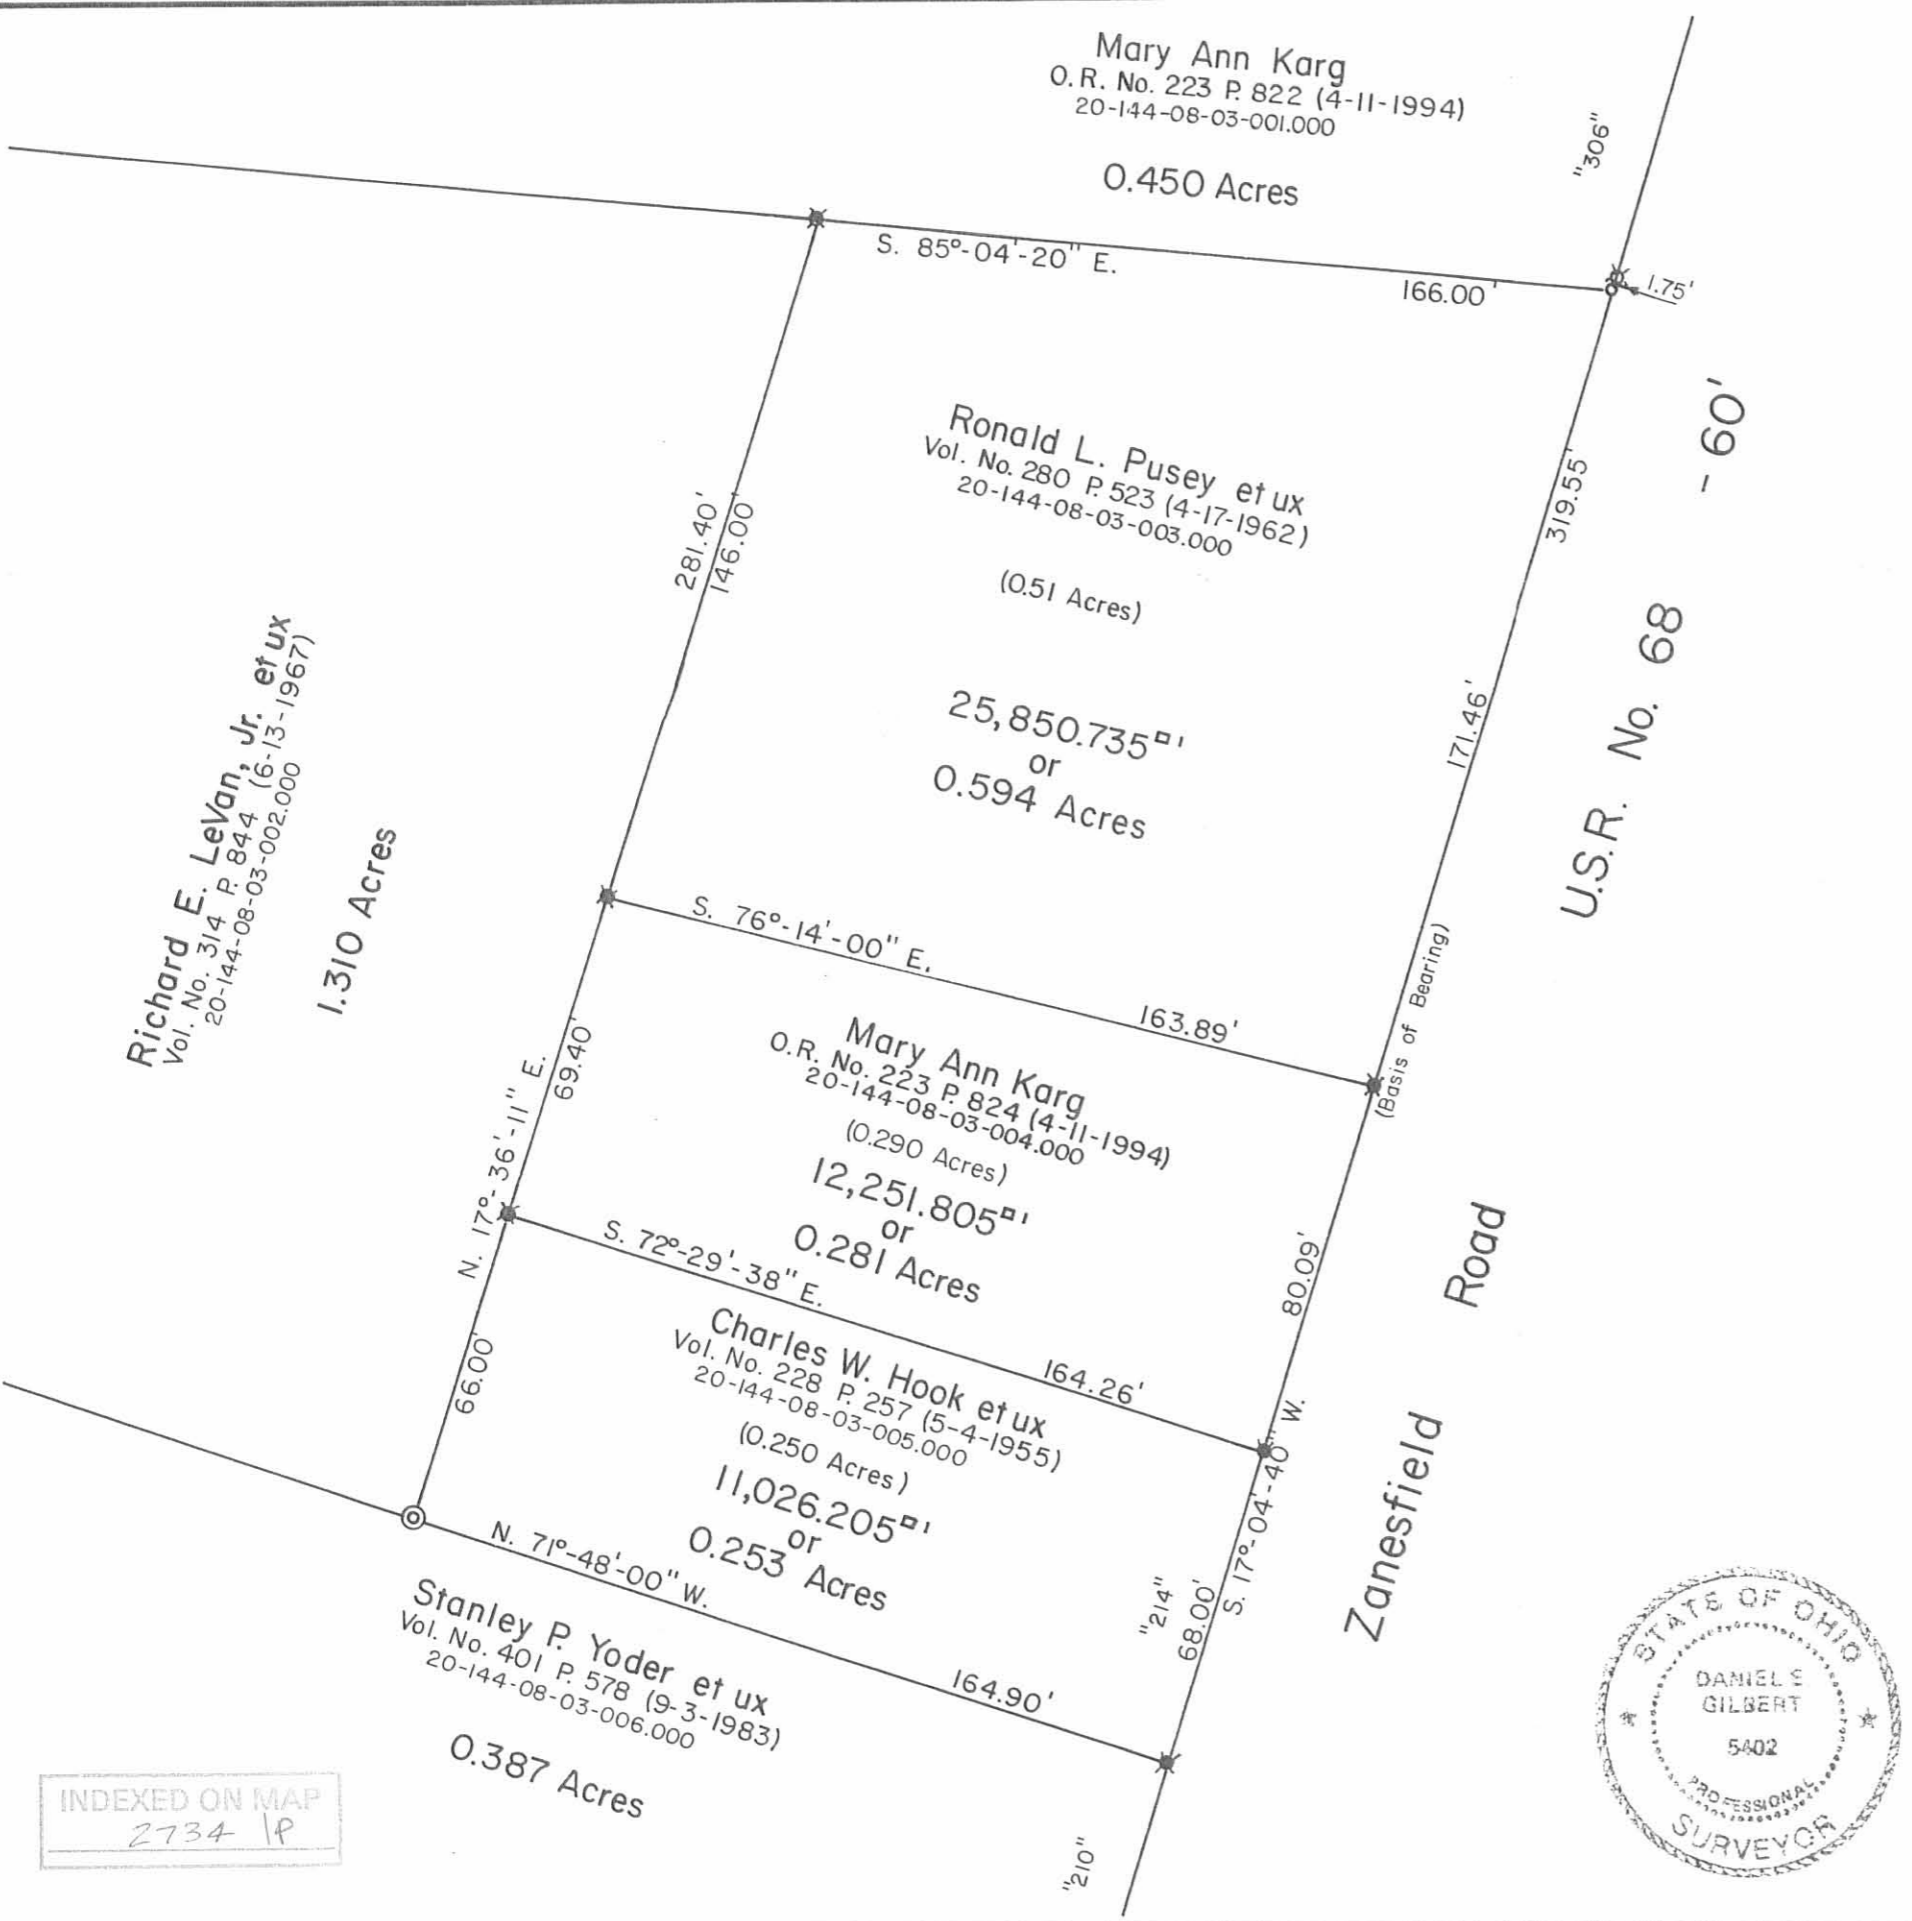 Mary Ann Karg
O.R. No. 223 P. 822 (4-11-1994)
20-144-08-03-001.000
0.450 Acres
"306"
S. 85°-04'-20" E.
166.00'
1.75'
Ronald L. Pusey et ux
Vol. No. 280 P. 523 (4-17-1962)
20-144-08-03-003.000
(0.51 Acres)
25,850.735□'
or
0.594 Acres
281.40'
146.00'
319.55'
171.46'
U.S.R. No. 68 - 60'
Richard E. LeVan, Jr. et ux
Vol. No. 314 P. 844 (6-13-1967)
20-144-08-03-002.000
1.310 Acres
S. 76°-14'-00" E.
163.89'
(Basis of Bearing)
Mary Ann Karg
O.R. No. 223 P. 824 (4-11-1994)
20-144-08-03-004.000
(0.290 Acres)
12,251.805□'
or
0.281 Acres
N. 17°-36'-11" E.
69.40'
80.09'
S. 72°-29'-38" E.
164.26'
Zanesfield Road
Charles W. Hook et ux
Vol. No. 228 P. 257 (5-4-1955)
20-144-08-03-005.000
(0.250 Acres)
11,026.205□'
or
0.253 Acres
66.00'
"214"
68.00'
S. 17°-04'-40" W.
N. 71°-48'-00" W.
164.90'
Stanley P. Yoder et ux
Vol. No. 401 P. 578 (9-3-1983)
20-144-08-03-006.000
0.387 Acres
"210"
INDEXED ON MAP
2734 IP
STATE OF OHIO
DANIEL E
GILBERT
5402
PROFESSIONAL
SURVEYOR